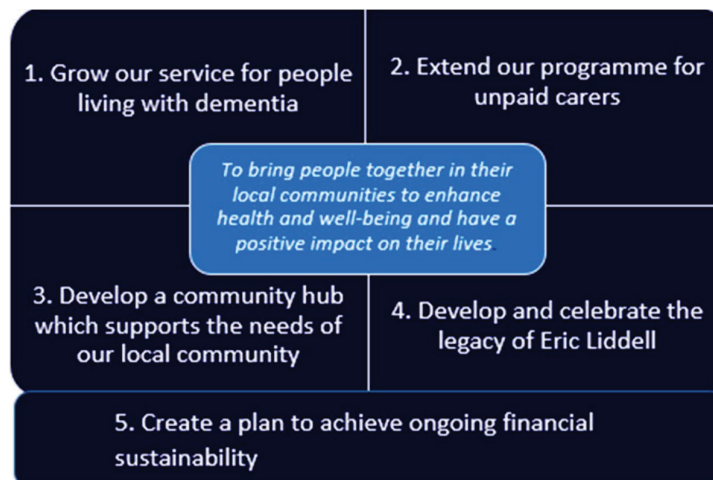 1. Grow our service for people
living with dementia
2. Extend our programme for
unpaid carers
To bring people together in their
local communities to enhance
health and well-being and have a
positive impact on their lives.
3. Develop a community hub
which supports the needs of
our local community
4. Develop and celebrate the
legacy of Eric Liddell
5. Create a plan to achieve ongoing financial
sustainability